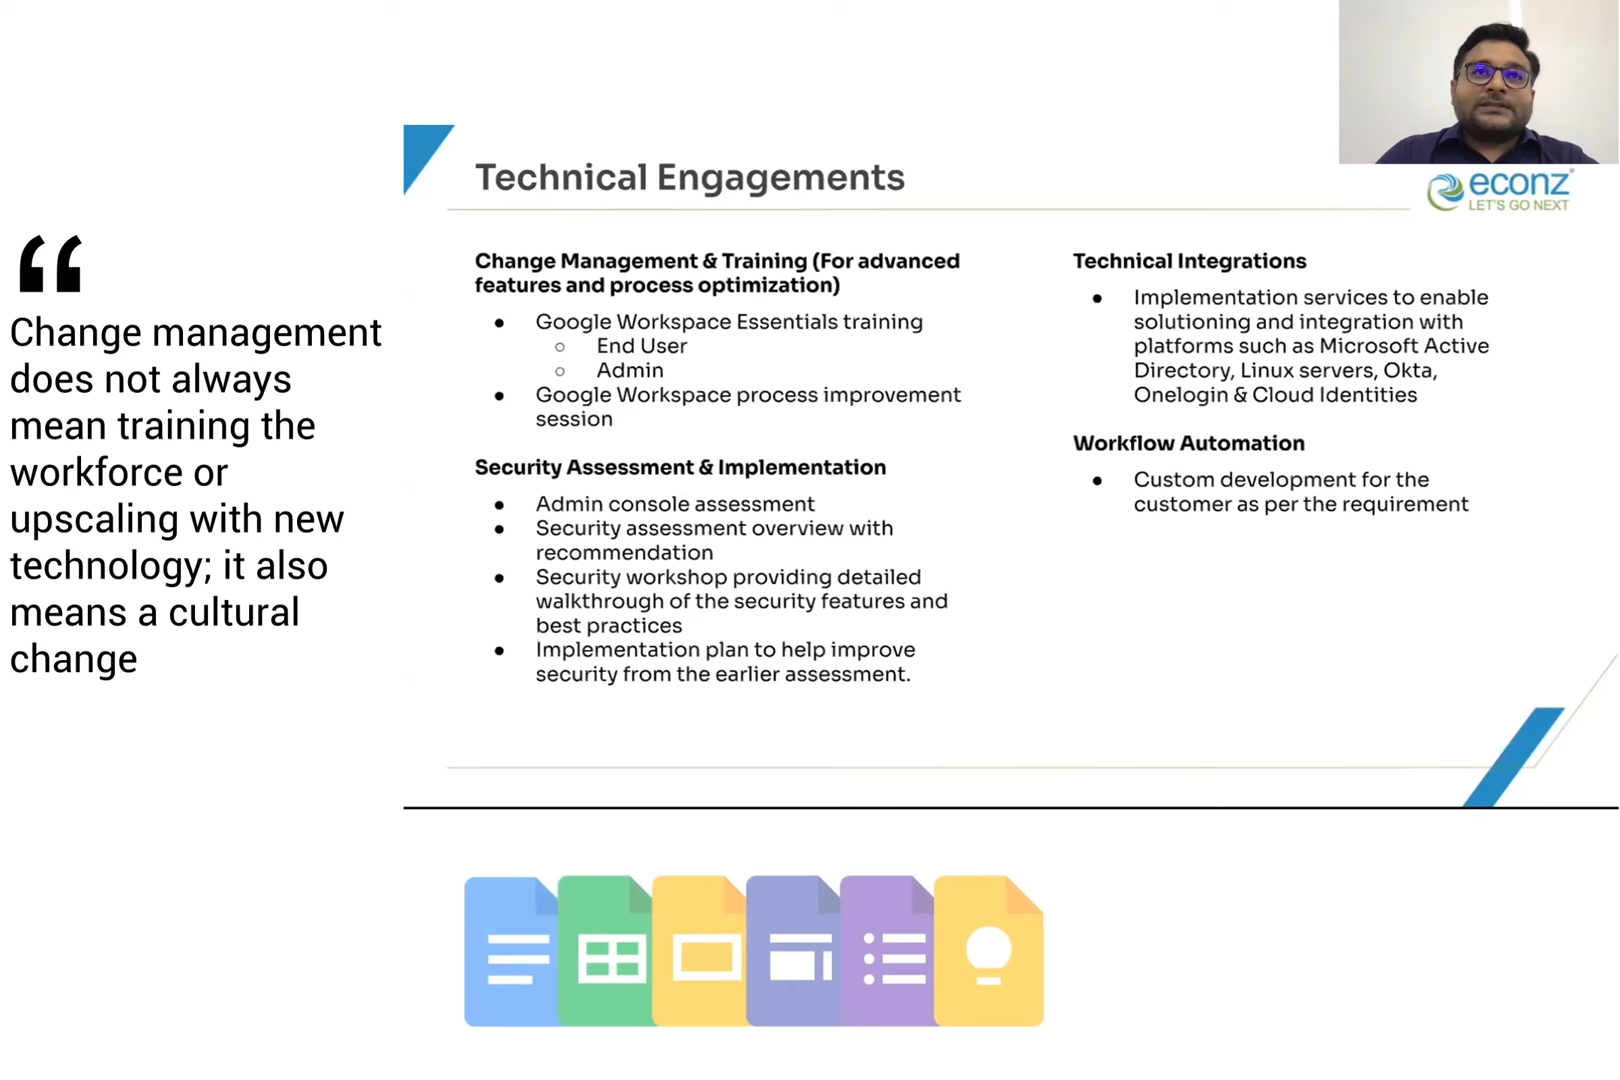 “
Change management
does not always
mean training the
workforce or
upscaling with new
technology; it also
means a cultural
change
Technical Engagements
econz®
LET'S GO NEXT
Change Management & Training (For advanced
features and process optimization)
● Google Workspace Essentials training
○ End User
○ Admin
● Google Workspace process improvement
session
Security Assessment & Implementation
● Admin console assessment
● Security assessment overview with
recommendation
● Security workshop providing detailed
walkthrough of the security features and
best practices
● Implementation plan to help improve
security from the earlier assessment.
Technical Integrations
● Implementation services to enable
solutioning and integration with
platforms such as Microsoft Active
Directory, Linux servers, Okta,
Onelogin & Cloud Identities
Workflow Automation
● Custom development for the
customer as per the requirement